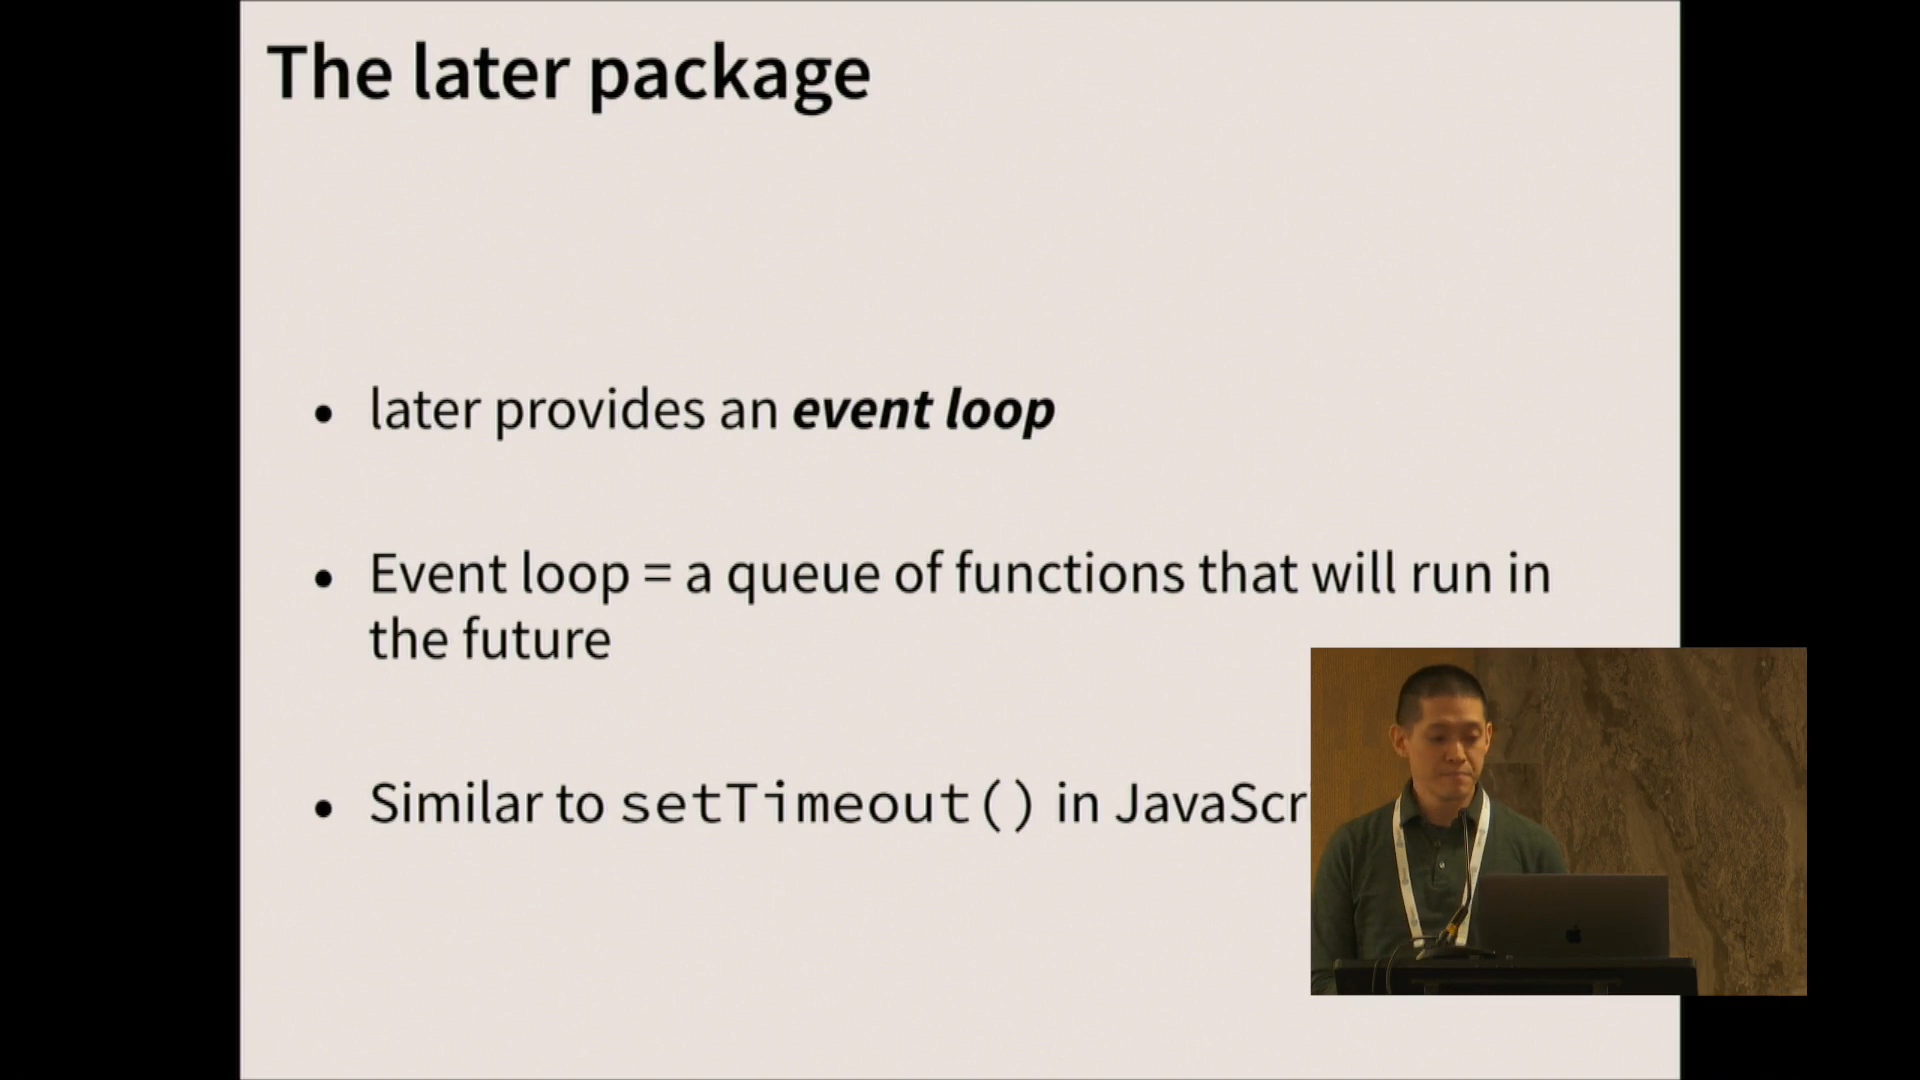 The later package
• later provides an event loop
• Event loop = a queue of functions that will run in
the future
• Similar to setTimeout() in JavaScr